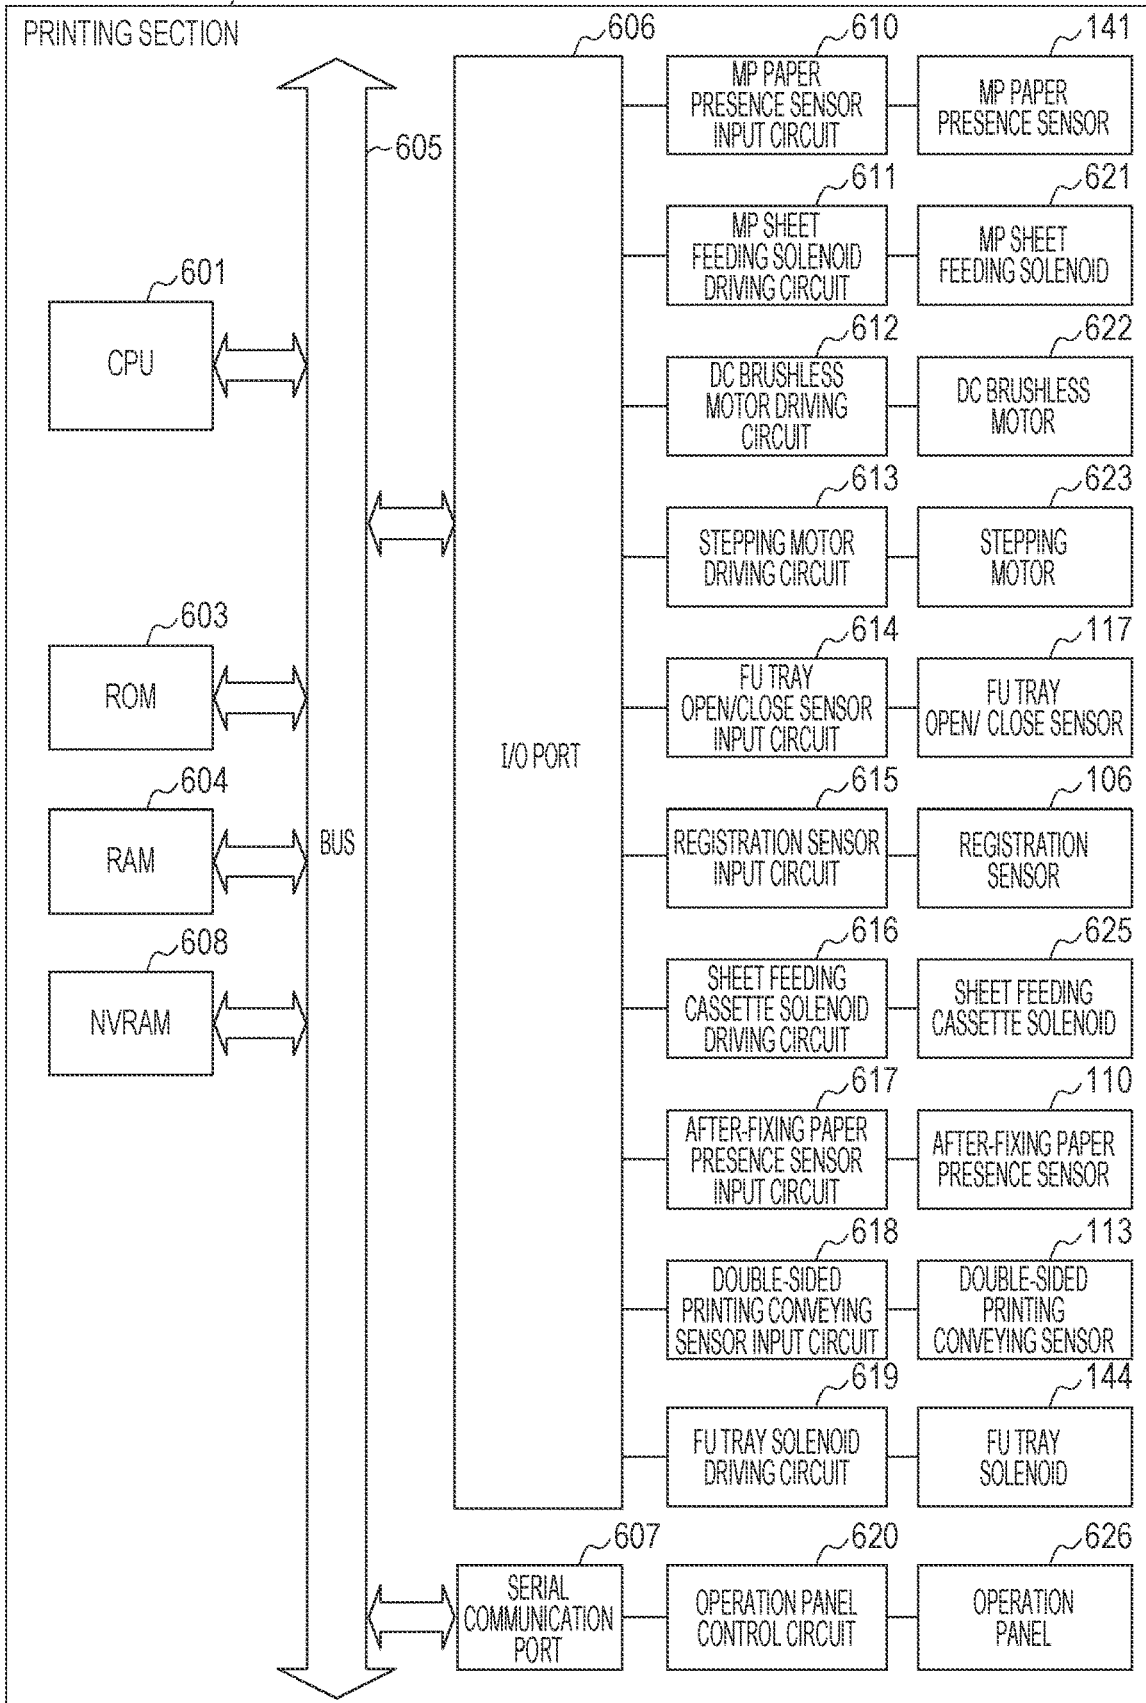 PRINTING SECTION
605
BUS
601
CPU
603
ROM
604
RAM
608
NVRAM
606
I/O PORT
610
MP PAPER
PRESENCE SENSOR
INPUT CIRCUIT
141
MP PAPER
PRESENCE SENSOR
611
MP SHEET
FEEDING SOLENOID
DRIVING CIRCUIT
621
MP SHEET
FEEDING SOLENOID
612
DC BRUSHLESS
MOTOR DRIVING
CIRCUIT
622
DC BRUSHLESS
MOTOR
613
STEPPING MOTOR
DRIVING CIRCUIT
623
STEPPING
MOTOR
614
FU TRAY
OPEN/CLOSE SENSOR
INPUT CIRCUIT
117
FU TRAY
OPEN/ CLOSE SENSOR
615
REGISTRATION SENSOR
INPUT CIRCUIT
106
REGISTRATION
SENSOR
616
SHEET FEEDING
CASSETTE SOLENOID
DRIVING CIRCUIT
625
SHEET FEEDING
CASSETTE SOLENOID
617
AFTER-FIXING PAPER
PRESENCE SENSOR
INPUT CIRCUIT
110
AFTER-FIXING PAPER
PRESENCE SENSOR
618
DOUBLE-SIDED
PRINTING CONVEYING
SENSOR INPUT CIRCUIT
113
DOUBLE-SIDED
PRINTING
CONVEYING SENSOR
619
FU TRAY SOLENOID
DRIVING CIRCUIT
144
FU TRAY
SOLENOID
607
SERIAL
COMMUNICATION
PORT
620
OPERATION PANEL
CONTROL CIRCUIT
626
OPERATION
PANEL